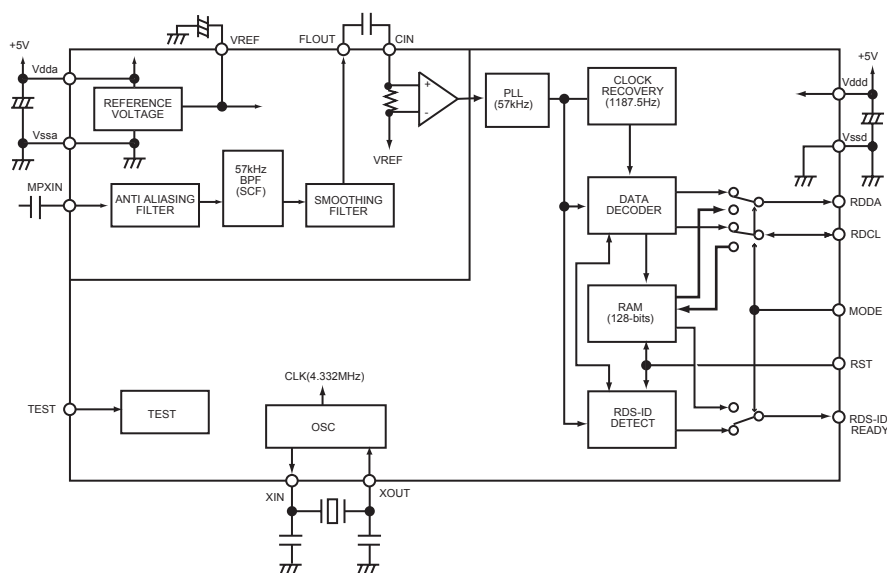 +5V
VREF
FLOUT
CIN
+5V
Vdda
REFERENCE
VOLTAGE
+
-
PLL
(57kHz)
CLOCK
RECOVERY
(1187.5Hz)
Vddd
Vssa
VREF
Vssd
MPXIN
ANTI ALIASING
FILTER
57kHz
BPF
(SCF)
SMOOTHING
FILTER
DATA
DECODER
RDDA
RDCL
RAM
(128-bits)
MODE
RST
CLK(4.332MHz)
TEST
TEST
OSC
RDS-ID
DETECT
RDS-ID
READY
XIN
XOUT